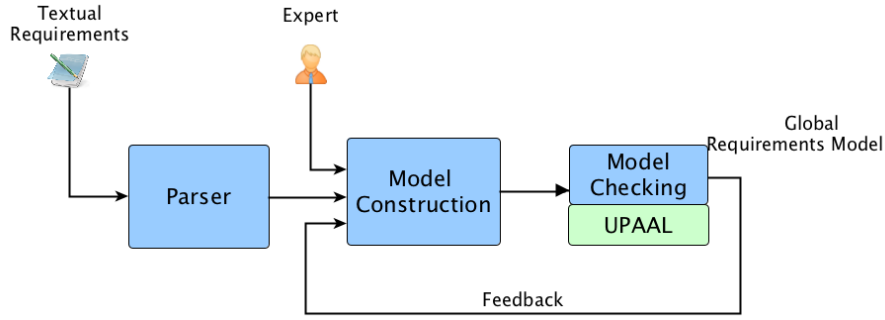 Textual
Requirements
Expert
Parser
Model
Construction
Model
Checking
UPAAL
Global
Requirements Model
Feedback